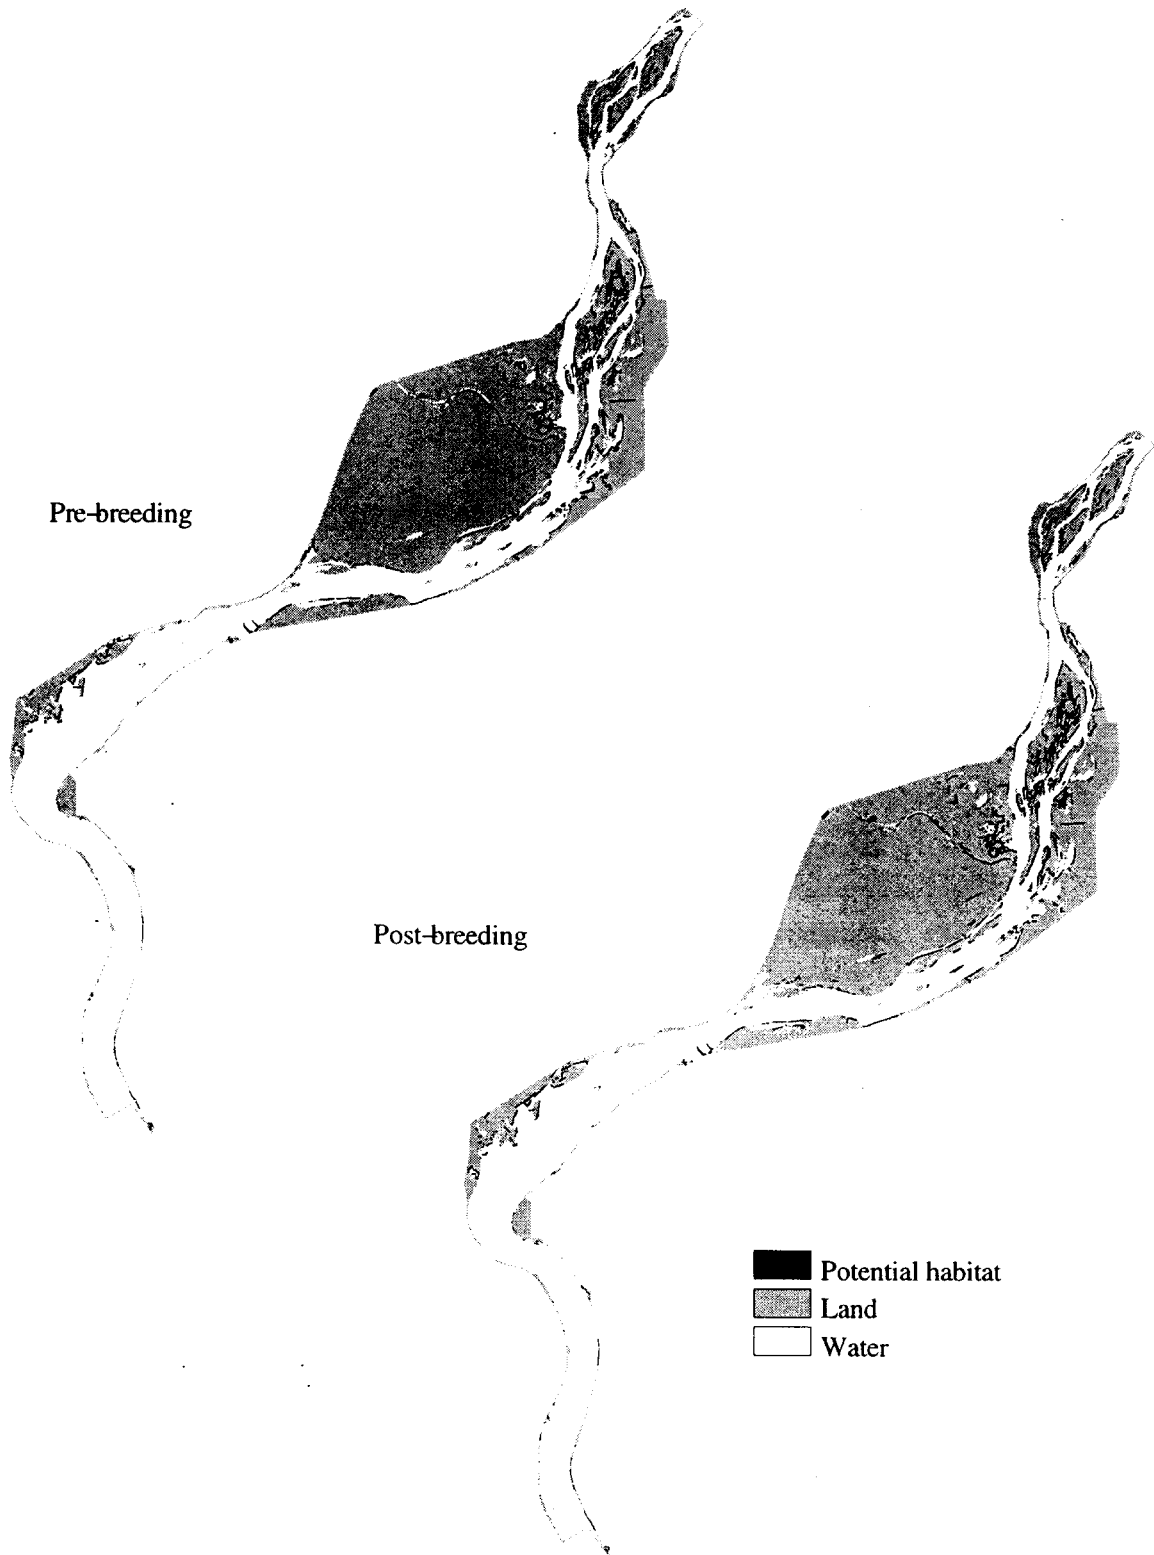 Pre-breeding
Post-breeding
Potential habitat
Land
Water